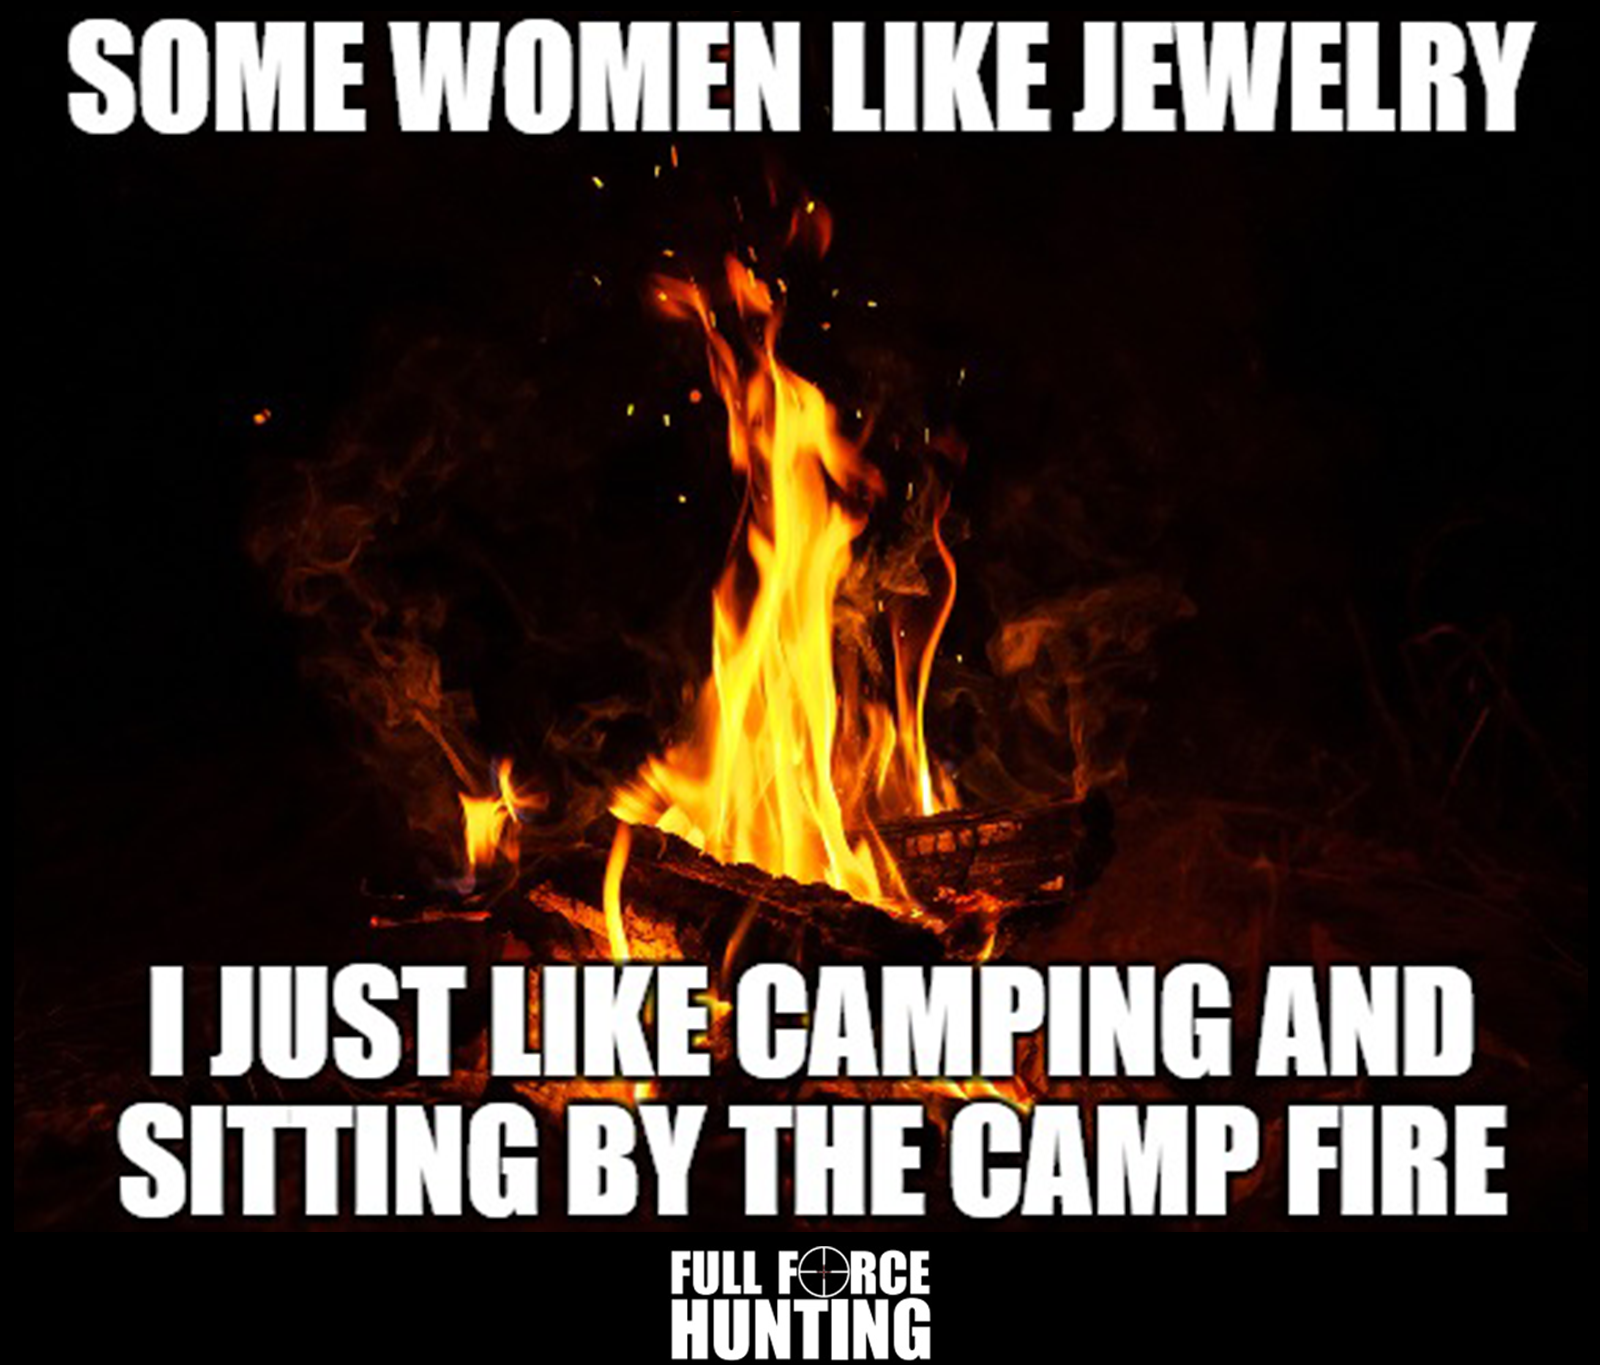 SOME WOMEN LIKE JEWELRY
I JUST LIKE CAMPING AND
SITTING BY THE CAMP FIRE
FULL FORCE
HUNTING